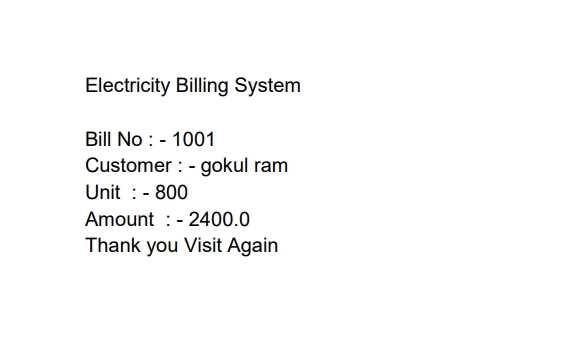 Electricity Billing System
Bill No : - 1001
Customer : - gokul ram
Unit  : - 800
Amount  : - 2400.0
Thank you Visit Again